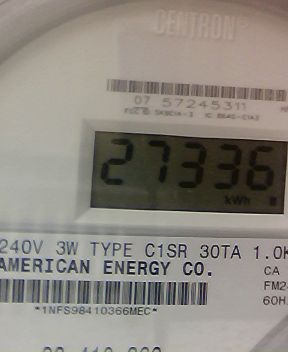 CENTRON®
07 57245311
27336
kWh
240V 3W TYPE C1SR 30TA 1.0K
AMERICAN ENERGY CO.
CA
FM2
60H
*1NFS98410366MEC*